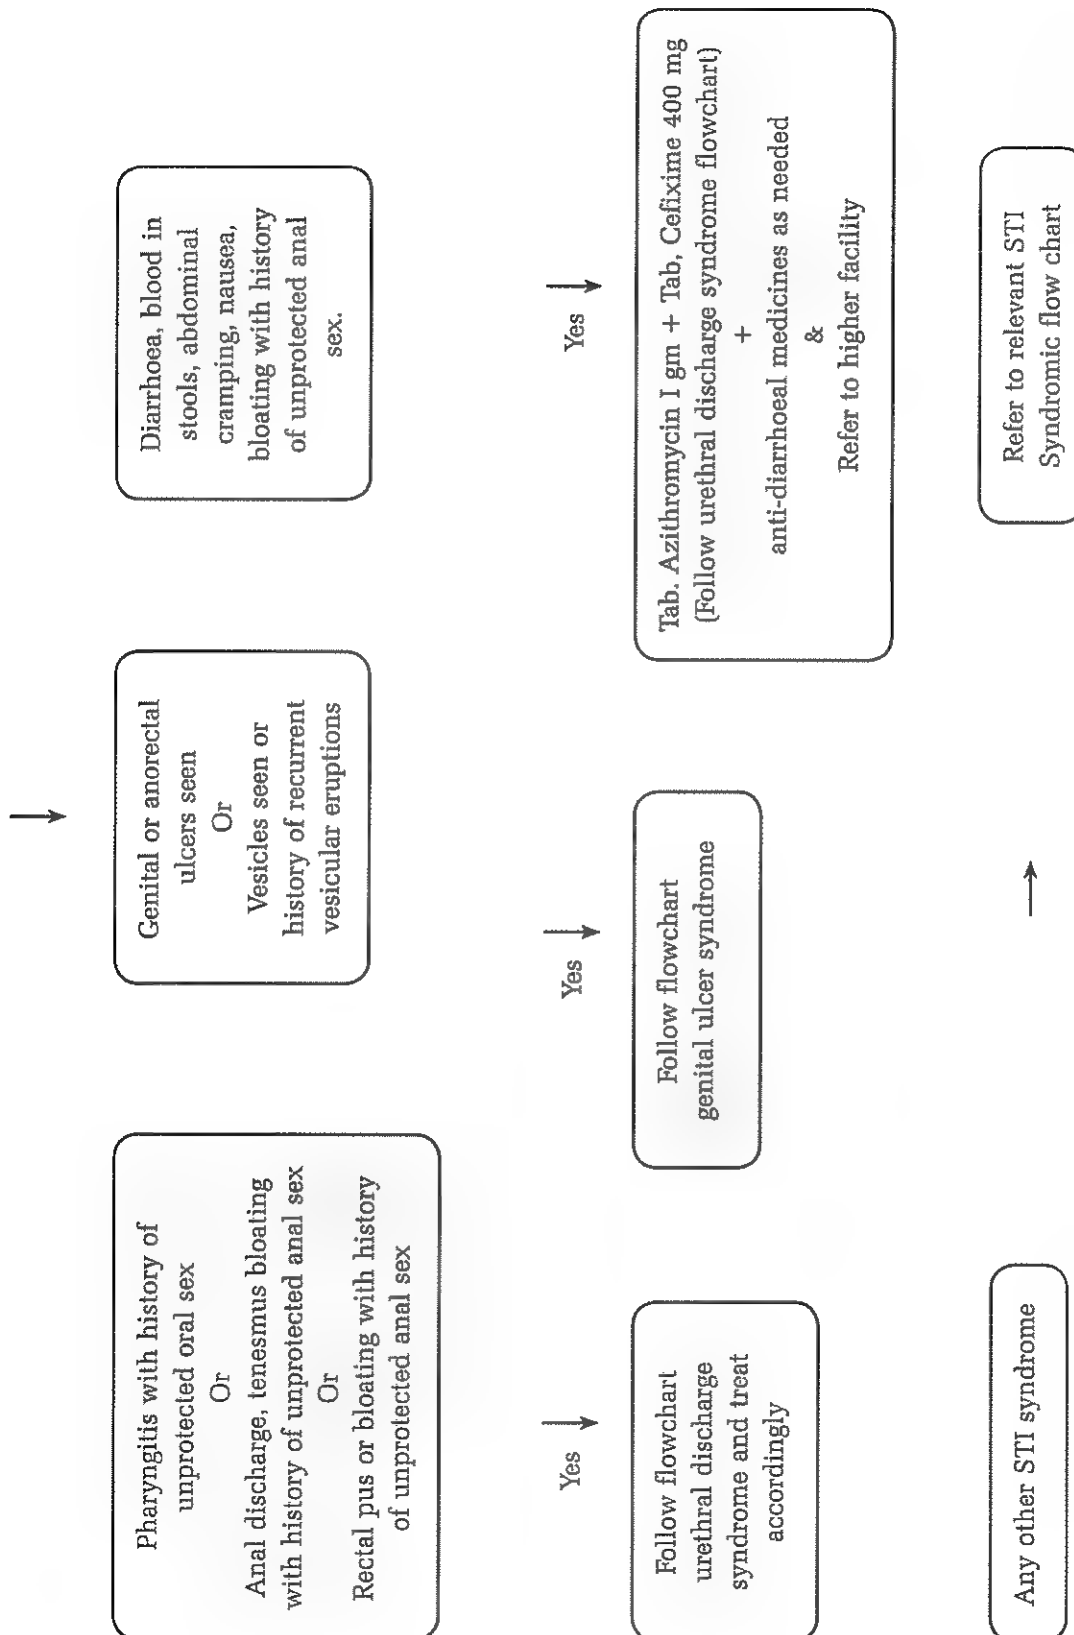 Pharyngitis with history of
unprotected oral sex
Or
Anal discharge, tenesmus bloating
with history of unprotected anal sex
Or
Rectal pus or bloating with history
of unprotected anal sex
Genital or anorectal
ulcers seen
Or
Vesicles seen or
history of recurrent
vesicular eruptions
Diarrhoea, blood in
stools, abdominal
cramping, nausea,
bloating with history
of unprotected anal
sex.
Yes
Yes
Yes
Follow flowchart
urethral discharge
syndrome and treat
accordingly
Follow flowchart
genital ulcer syndrome
Tab. Azithromycin I gm + Tab, Cefixime 400 mg
(Follow urethral discharge syndrome flowchart)
+
anti-diarrhoeal medicines as needed
&
Refer to higher facility
Any other STI syndrome
Refer to relevant STI
Syndromic flow chart